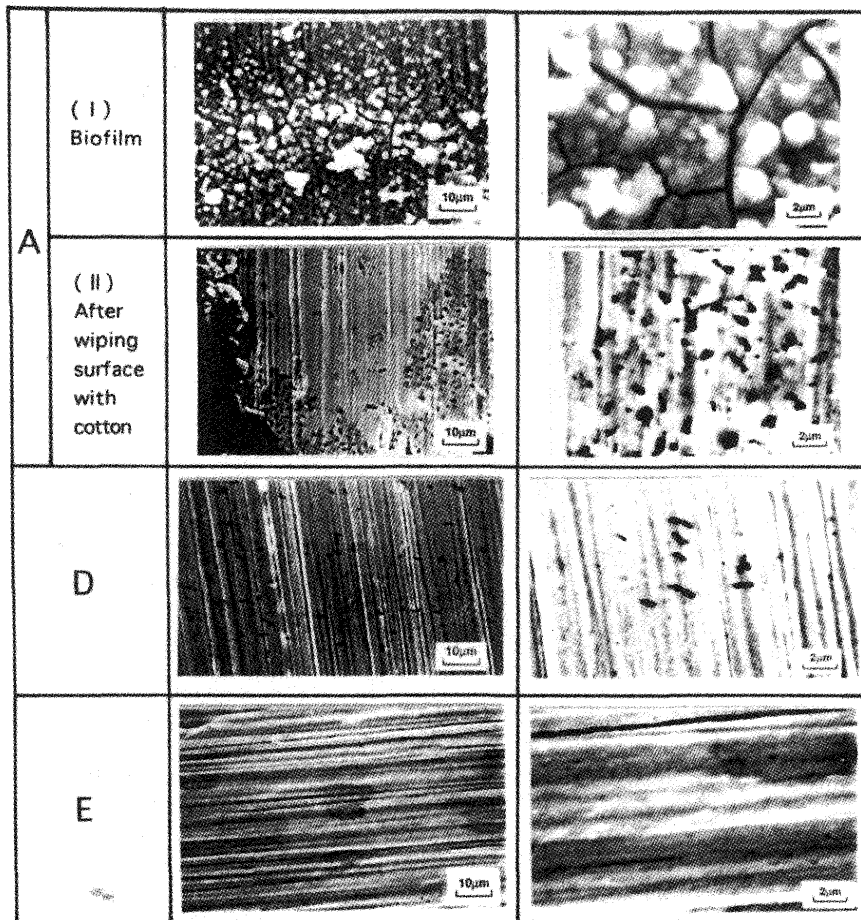 A
( I )
Biofilm
10μm
2μm
( II )
After
wiping
surface
with
cotton
10μm
2μm
D
10μm
2μm
E
10μm
2μm